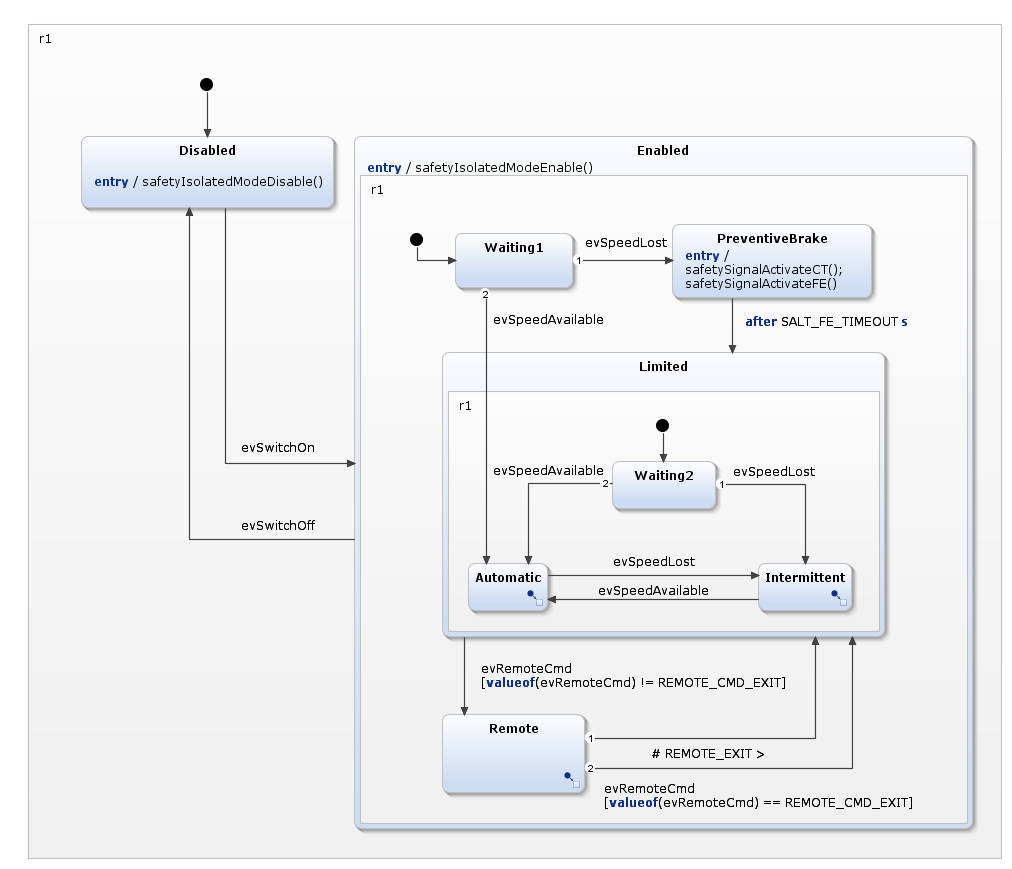 r1
Disabled
entry / safetyIsolatedModeDisable()
Enabled
entry / safetyIsolatedModeEnable()
r1
Waiting1
1
2
evSpeedLost
PreventiveBrake
entry /
safetySignalActivateCT();
safetySignalActivateFE()
evSpeedAvailable
after SALT_FE_TIMEOUT s
Limited
r1
evSwitchOn
evSpeedAvailable
2
Waiting2
1
evSpeedLost
evSwitchOff
evSpeedLost
Automatic
Intermittent
evSpeedAvailable
evRemoteCmd
[valueof(evRemoteCmd) != REMOTE_CMD_EXIT]
Remote
1
# REMOTE_EXIT >
2
evRemoteCmd
[valueof(evRemoteCmd) == REMOTE_CMD_EXIT]